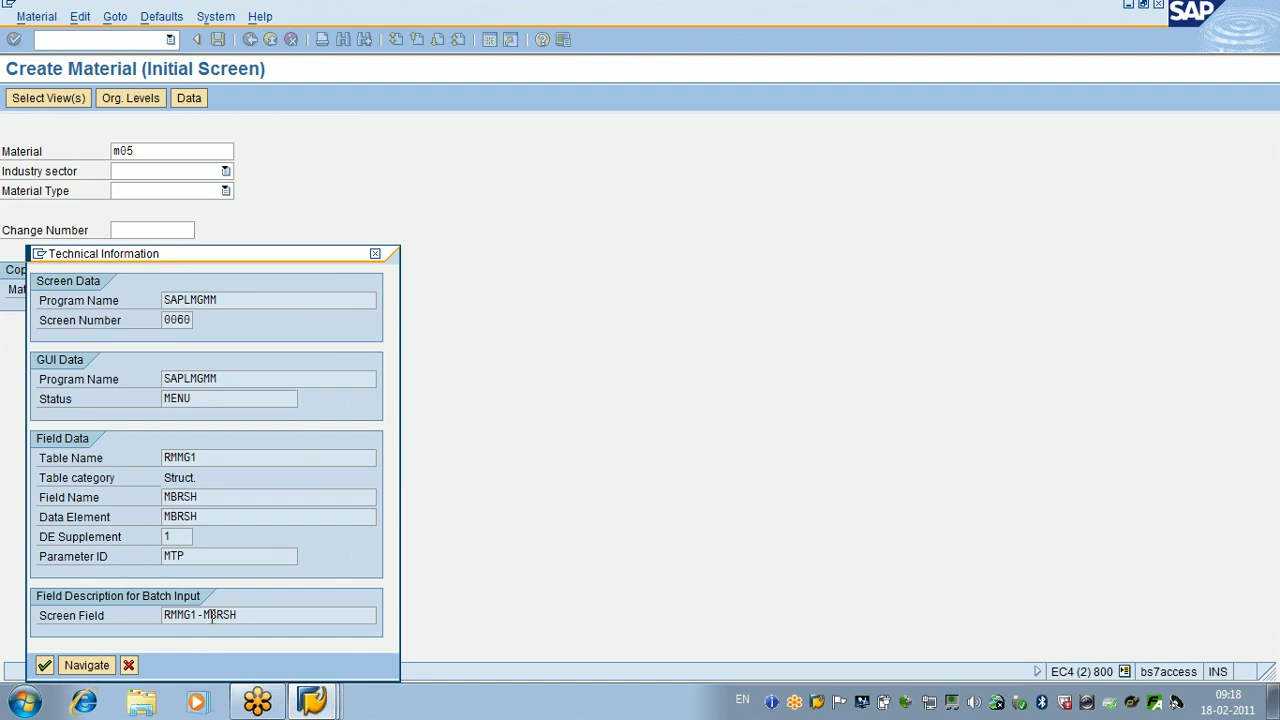 Material Edit Goto Defaults System Help
SAP
Create Material (Initial Screen)
Select View(s) Org. Levels Data
Material m05
Industry sector
Material Type
Change Number
Technical Information
Cop
Mat
Screen Data
Program Name SAPLMGMM
Screen Number 0060
GUI Data
Program Name SAPLMGMM
Status MENU
Field Data
Table Name RMMG1
Table category Struct.
Field Name MBRSH
Data Element MBRSH
DE Supplement 1
Parameter ID MTP
Field Description for Batch Input
Screen Field RMMG1-MBRSH
Navigate
EC4 (2) 800 bs7access INS
EN 09:18
18-02-2011